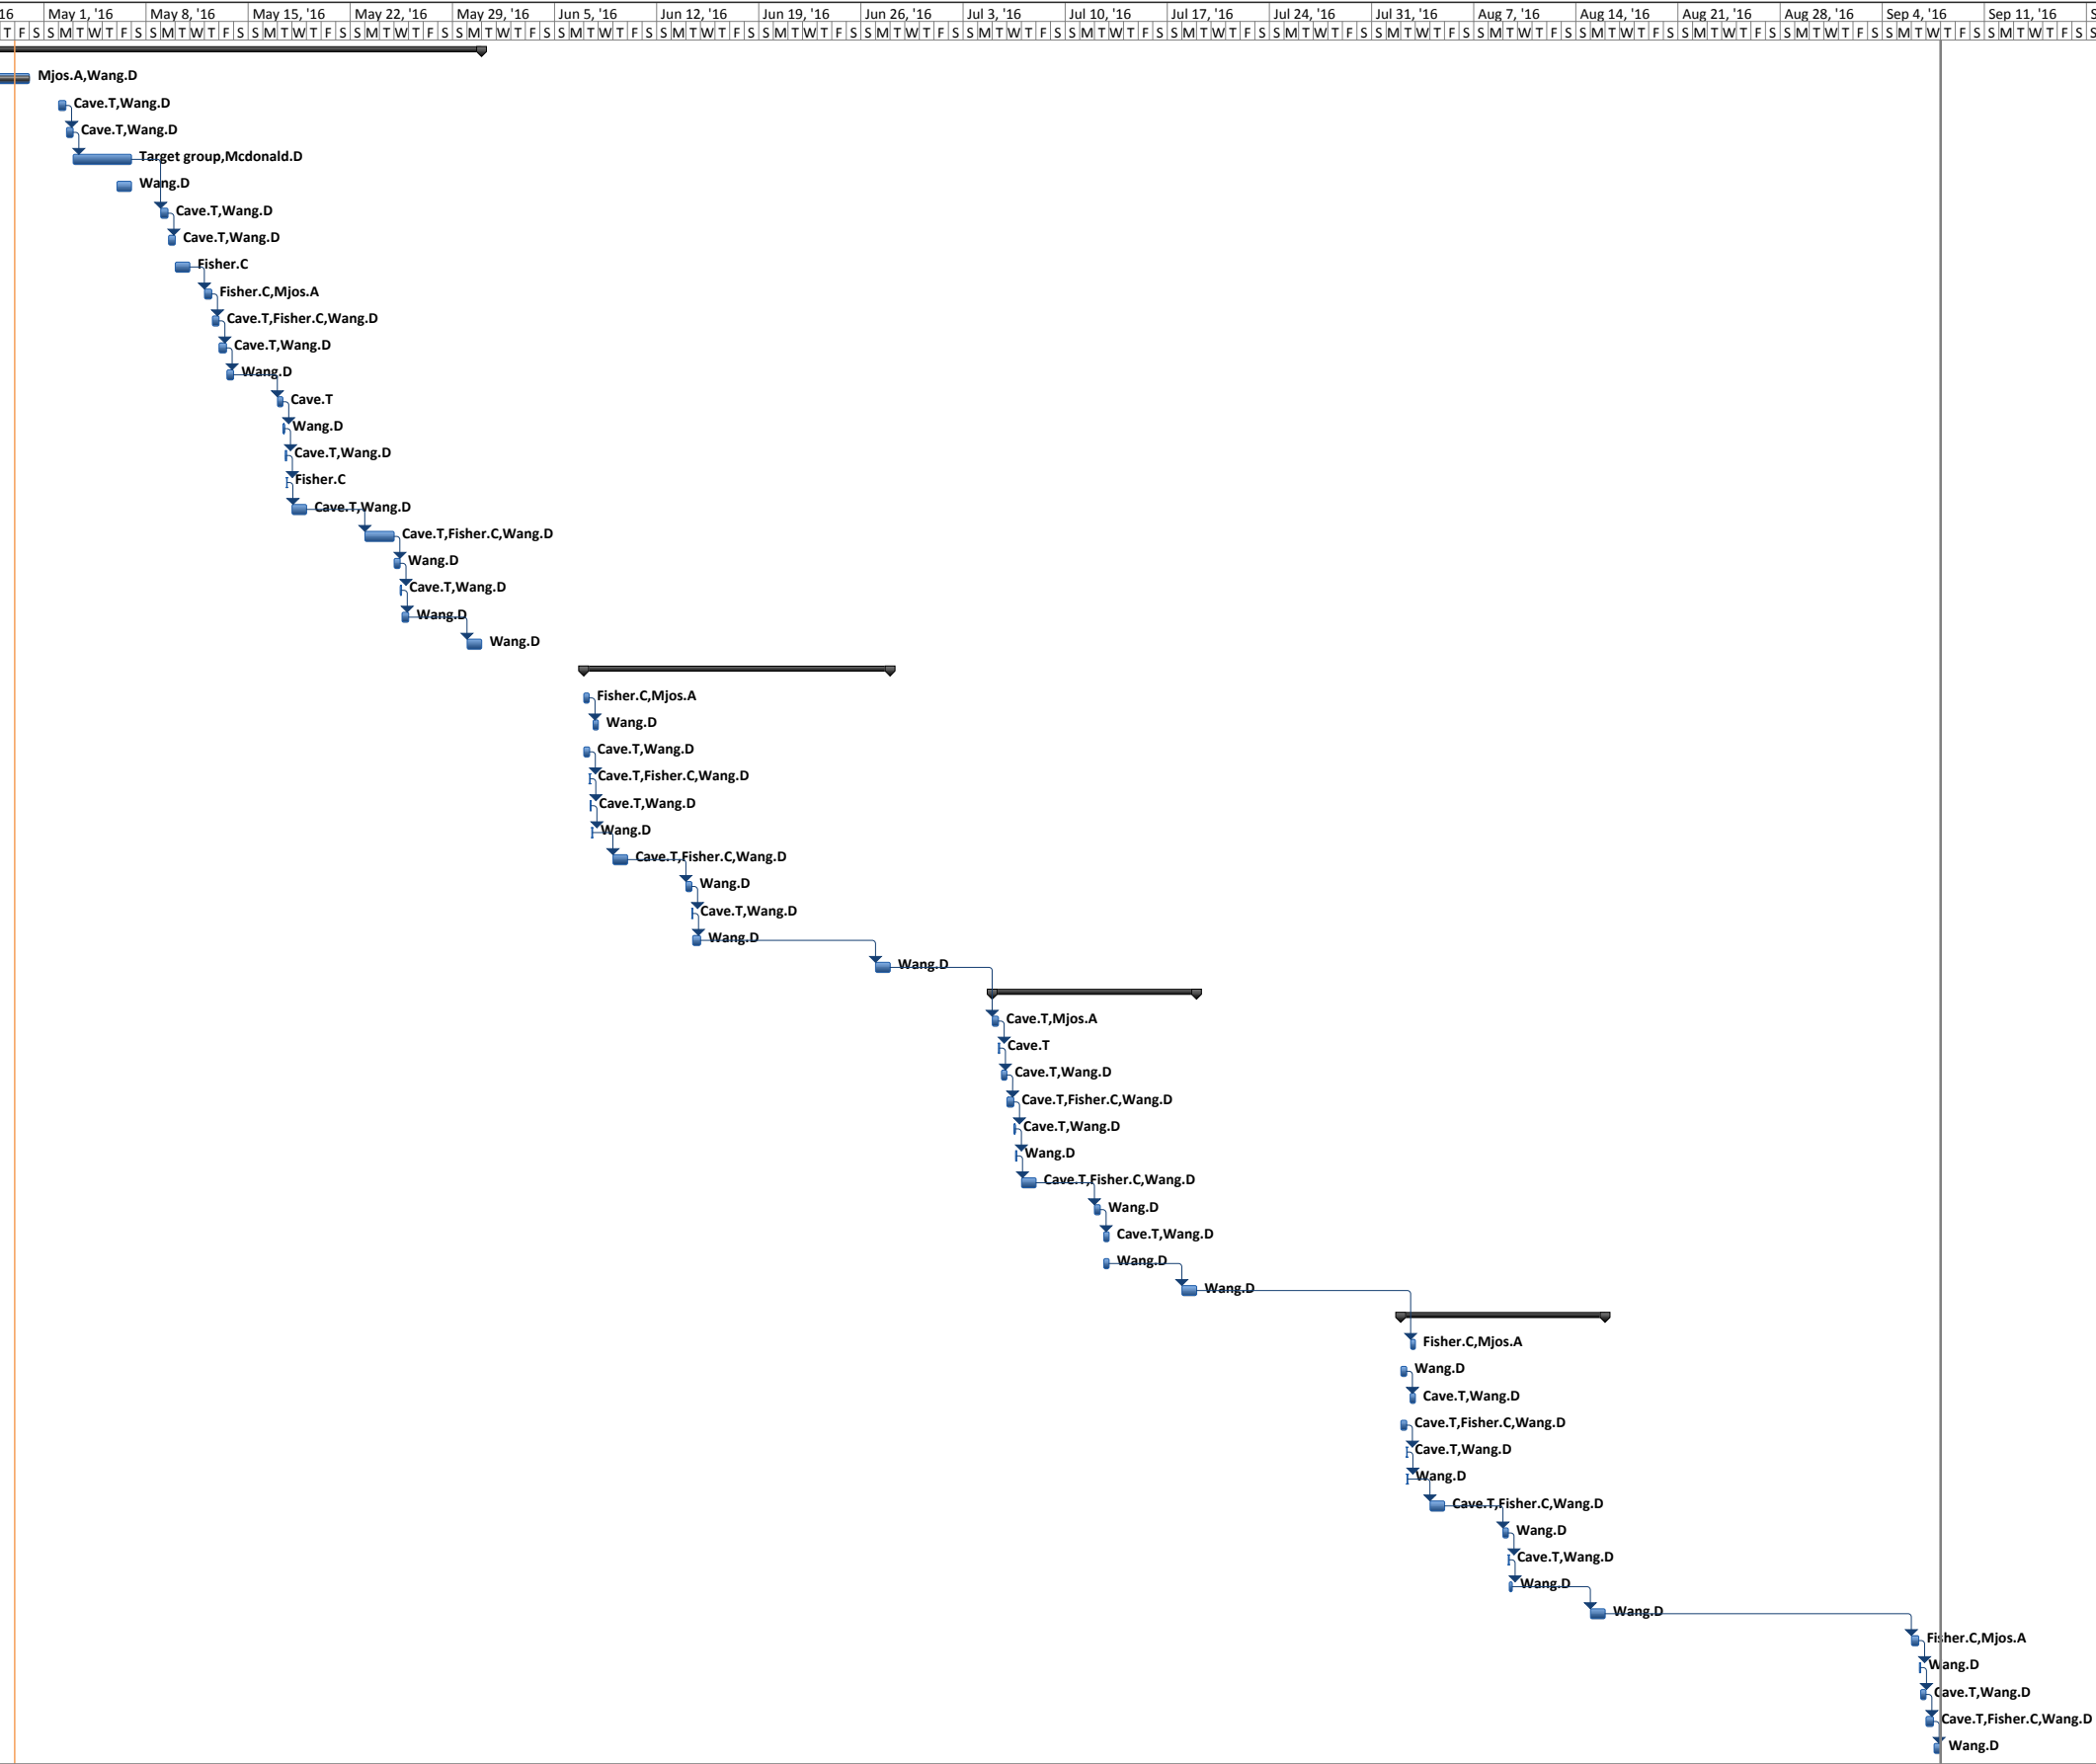 16 May 1, '16 May 8, '16 May 15, '16 May 22, '16 May 29, '16 Jun 5, '16 Jun 12, '16 Jun 19, '16 Jun 26, '16 Jul 3, '16 Jul 10, '16 Jul 17, '16 Jul 24, '16 Jul 31, '16 Aug 7, '16 Aug 14, '16 Aug 21, '16 Aug 28, '16 Sep 4, '16 Sep 11, '16 S
T F S S M T W T F S S M T W T F S S M T W T F S S M T W T F S S M T W T F S S M T W T F S S M T W T F S S M T W T F S S M T W T F S S M T W T F S S M T W T F S S M T W T F S S M T W T F S S M T W T F S S M T W T F S S M T W T F S S M T W T F S S M T W T F S S M T W T F S S M T W T F S S
Mjos.A,Wang.D
Cave.T,Wang.D
Cave.T,Wang.D
Target group,Mcdonald.D
Wang.D
Cave.T,Wang.D
Cave.T,Wang.D
Fisher.C
Fisher.C,Mjos.A
Cave.T,Fisher.C,Wang.D
Cave.T,Wang.D
Wang.D
Cave.T
Wang.D
Cave.T,Wang.D
Fisher.C
Cave.T,Wang.D
Cave.T,Fisher.C,Wang.D
Wang.D
Cave.T,Wang.D
Wang.D
Wang.D
Fisher.C,Mjos.A
Wang.D
Cave.T,Wang.D
Cave.T,Fisher.C,Wang.D
Cave.T,Wang.D
Wang.D
Cave.T,Fisher.C,Wang.D
Wang.D
Cave.T,Wang.D
Wang.D
Wang.D
Cave.T,Mjos.A
Cave.T
Cave.T,Wang.D
Cave.T,Fisher.C,Wang.D
Cave.T,Wang.D
Wang.D
Cave.T,Fisher.C,Wang.D
Wang.D
Cave.T,Wang.D
Wang.D
Wang.D
Fisher.C,Mjos.A
Wang.D
Cave.T,Wang.D
Cave.T,Fisher.C,Wang.D
Cave.T,Wang.D
Wang.D
Cave.T,Fisher.C,Wang.D
Wang.D
Cave.T,Wang.D
Wang.D
Wang.D
Fisher.C,Mjos.A
Wang.D
Cave.T,Wang.D
Cave.T,Fisher.C,Wang.D
Wang.D